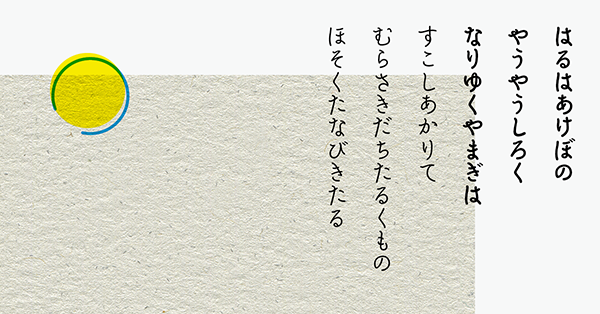 はるはあけぼの
やうやうしろく
なりゆくやまぎは
すこしあかりて
むらさきだちたるくもの
ほそくたなびきたる